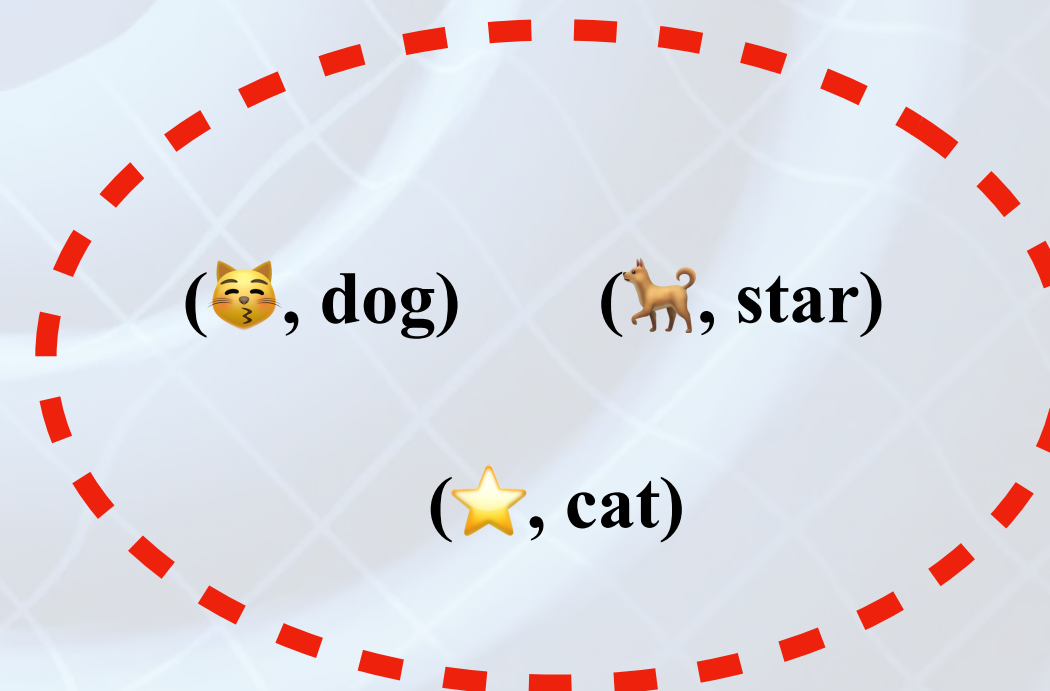 (😽, dog) (🐕, star)
(⭐, cat)